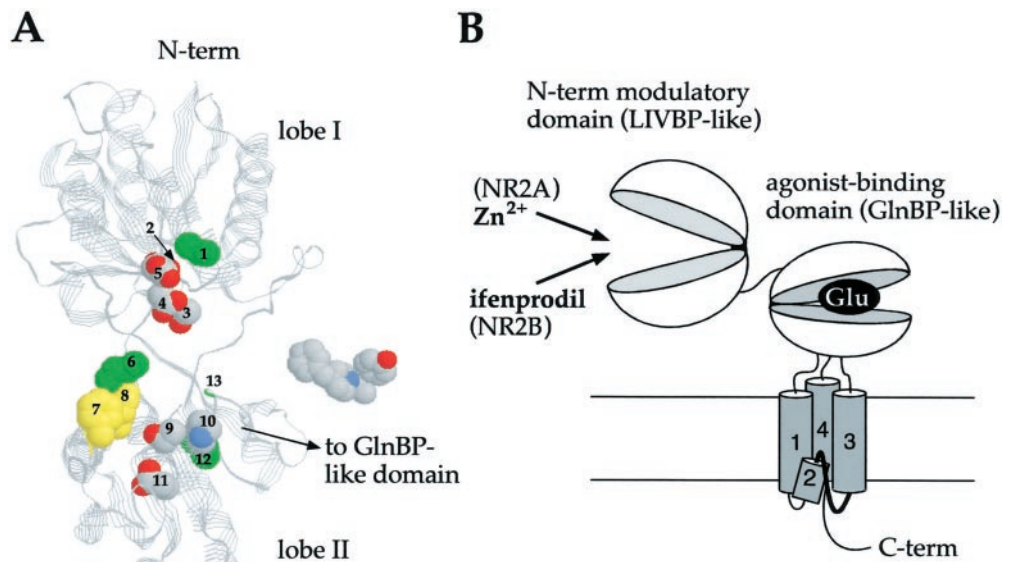 A
N-term
lobe I
2
1
5
4
3
6
7
8
13
9
10
12
11
to GlnBP-
like domain
lobe II
B
N-term modulatory
domain (LIVBP-like)
(NR2A)
Zn²⁺
ifenprodil
(NR2B)
agonist-binding
domain (GlnBP-like)
Glu
1
4
3
2
C-term